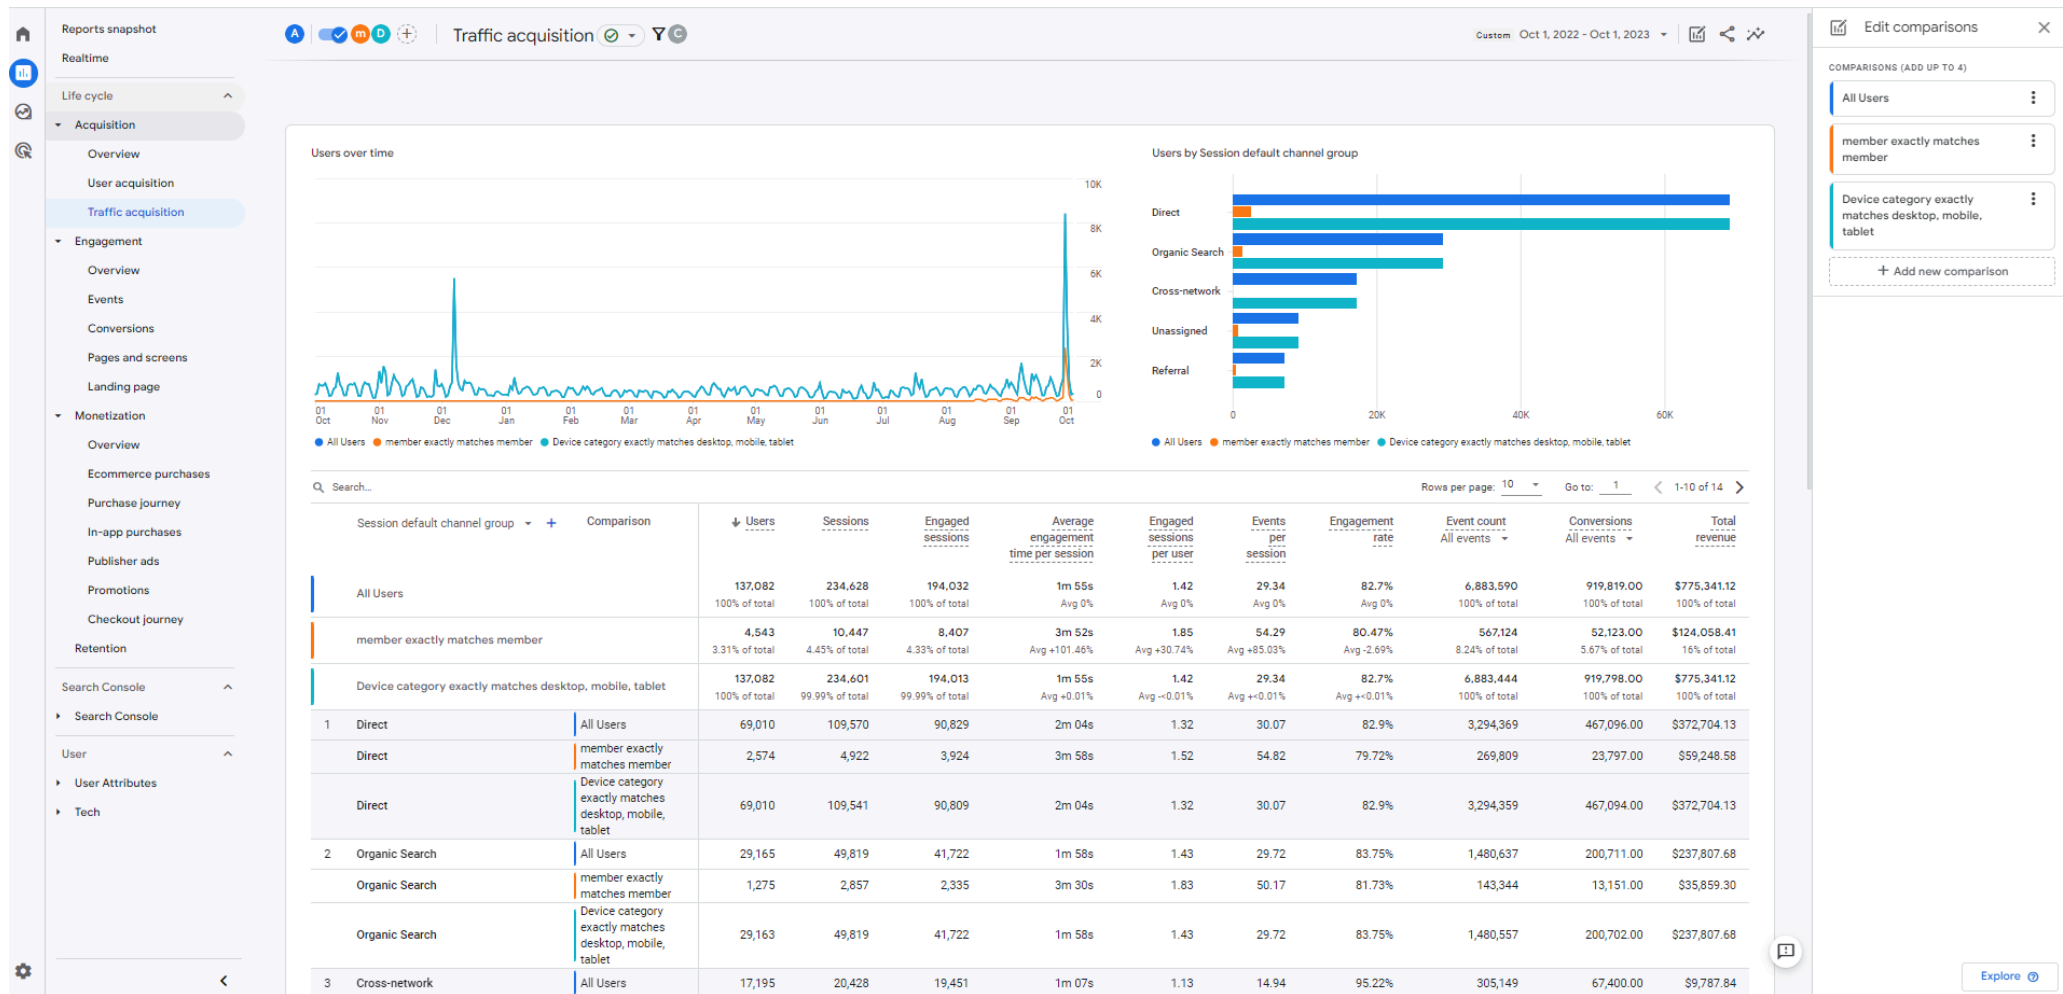 Reports snapshot
Realtime
Life cycle
Acquisition
Overview
User acquisition
Traffic acquisition
Engagement
Overview
Events
Conversions
Pages and screens
Landing page
Monetization
Overview
Ecommerce purchases
Purchase journey
In-app purchases
Publisher ads
Promotions
Checkout journey
Retention
Search Console
Search Console
User
User Attributes
Tech
A m D Traffic acquisition C
Custom Oct 1, 2022 - Oct 1, 2023
Users over time
10K
8K
6K
4K
2K
0
01 01 01 01 01 01 01 01 01 01 01 01 01
Oct Nov Dec Jan Feb Mar Apr May Jun Jul Aug Sep Oct
All Users member exactly matches member Device category exactly matches desktop, mobile, tablet
Users by Session default channel group
Direct
Organic Search
Cross-network
Unassigned
Referral
0 20K 40K 60K
All Users member exactly matches member Device category exactly matches desktop, mobile, tablet
Search...
Rows per page: 10 Go to: 1 1-10 of 14
Session default channel group + Comparison Users Sessions Engaged sessions Average engagement time per session Engaged sessions per user Events per session Engagement rate Event count All events Conversions All events Total revenue
All Users 137,082 234,628 194,032 1m 55s 1.42 29.34 82.7% 6,883,590 919,819.00 $775,341.12
100% of total 100% of total 100% of total Avg 0% Avg 0% Avg 0% Avg 0% 100% of total 100% of total 100% of total
member exactly matches member 4,543 10,447 8,407 3m 52s 1.85 54.29 80.47% 567,124 52,123.00 $124,058.41
3.31% of total 4.45% of total 4.33% of total Avg +101.46% Avg +30.74% Avg +85.03% Avg -2.69% 8.24% of total 5.67% of total 16% of total
Device category exactly matches desktop, mobile, tablet 137,082 234,601 194,013 1m 55s 1.42 29.34 82.7% 6,883,444 919,798.00 $775,341.12
100% of total 99.99% of total 99.99% of total Avg +0.01% Avg -<0.01% Avg +<0.01% Avg +<0.01% 100% of total 100% of total 100% of total
1 Direct All Users 69,010 109,570 90,829 2m 04s 1.32 30.07 82.9% 3,294,369 467,096.00 $372,704.13
Direct member exactly matches member 2,574 4,922 3,924 3m 58s 1.52 54.82 79.72% 269,809 23,797.00 $59,248.58
Direct Device category exactly matches desktop, mobile, tablet 69,010 109,541 90,809 2m 04s 1.32 30.07 82.9% 3,294,359 467,094.00 $372,704.13
2 Organic Search All Users 29,165 49,819 41,722 1m 58s 1.43 29.72 83.75% 1,480,637 200,711.00 $237,807.68
Organic Search member exactly matches member 1,275 2,857 2,335 3m 30s 1.83 50.17 81.73% 143,344 13,151.00 $35,859.30
Organic Search Device category exactly matches desktop, mobile, tablet 29,163 49,819 41,722 1m 58s 1.43 29.72 83.75% 1,480,557 200,702.00 $237,807.68
3 Cross-network All Users 17,195 20,428 19,451 1m 07s 1.13 14.94 95.22% 305,149 67,400.00 $9,787.84
Edit comparisons
COMPARISONS (ADD UP TO 4)
All Users
member exactly matches
member
Device category exactly
matches desktop, mobile,
tablet
+ Add new comparison
Explore